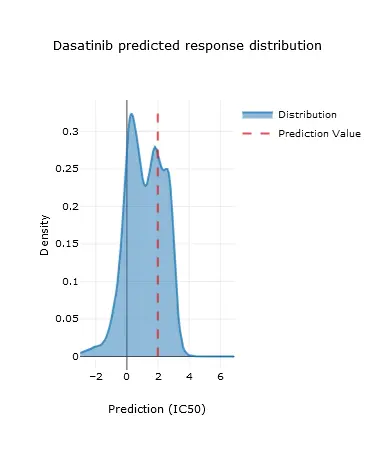 Dasatinib predicted response distribution
Distribution
Prediction Value
0.3
0.25
0.2
0.15
0.1
0.05
0
Density
−2 0 2 4 6
Prediction (IC50)